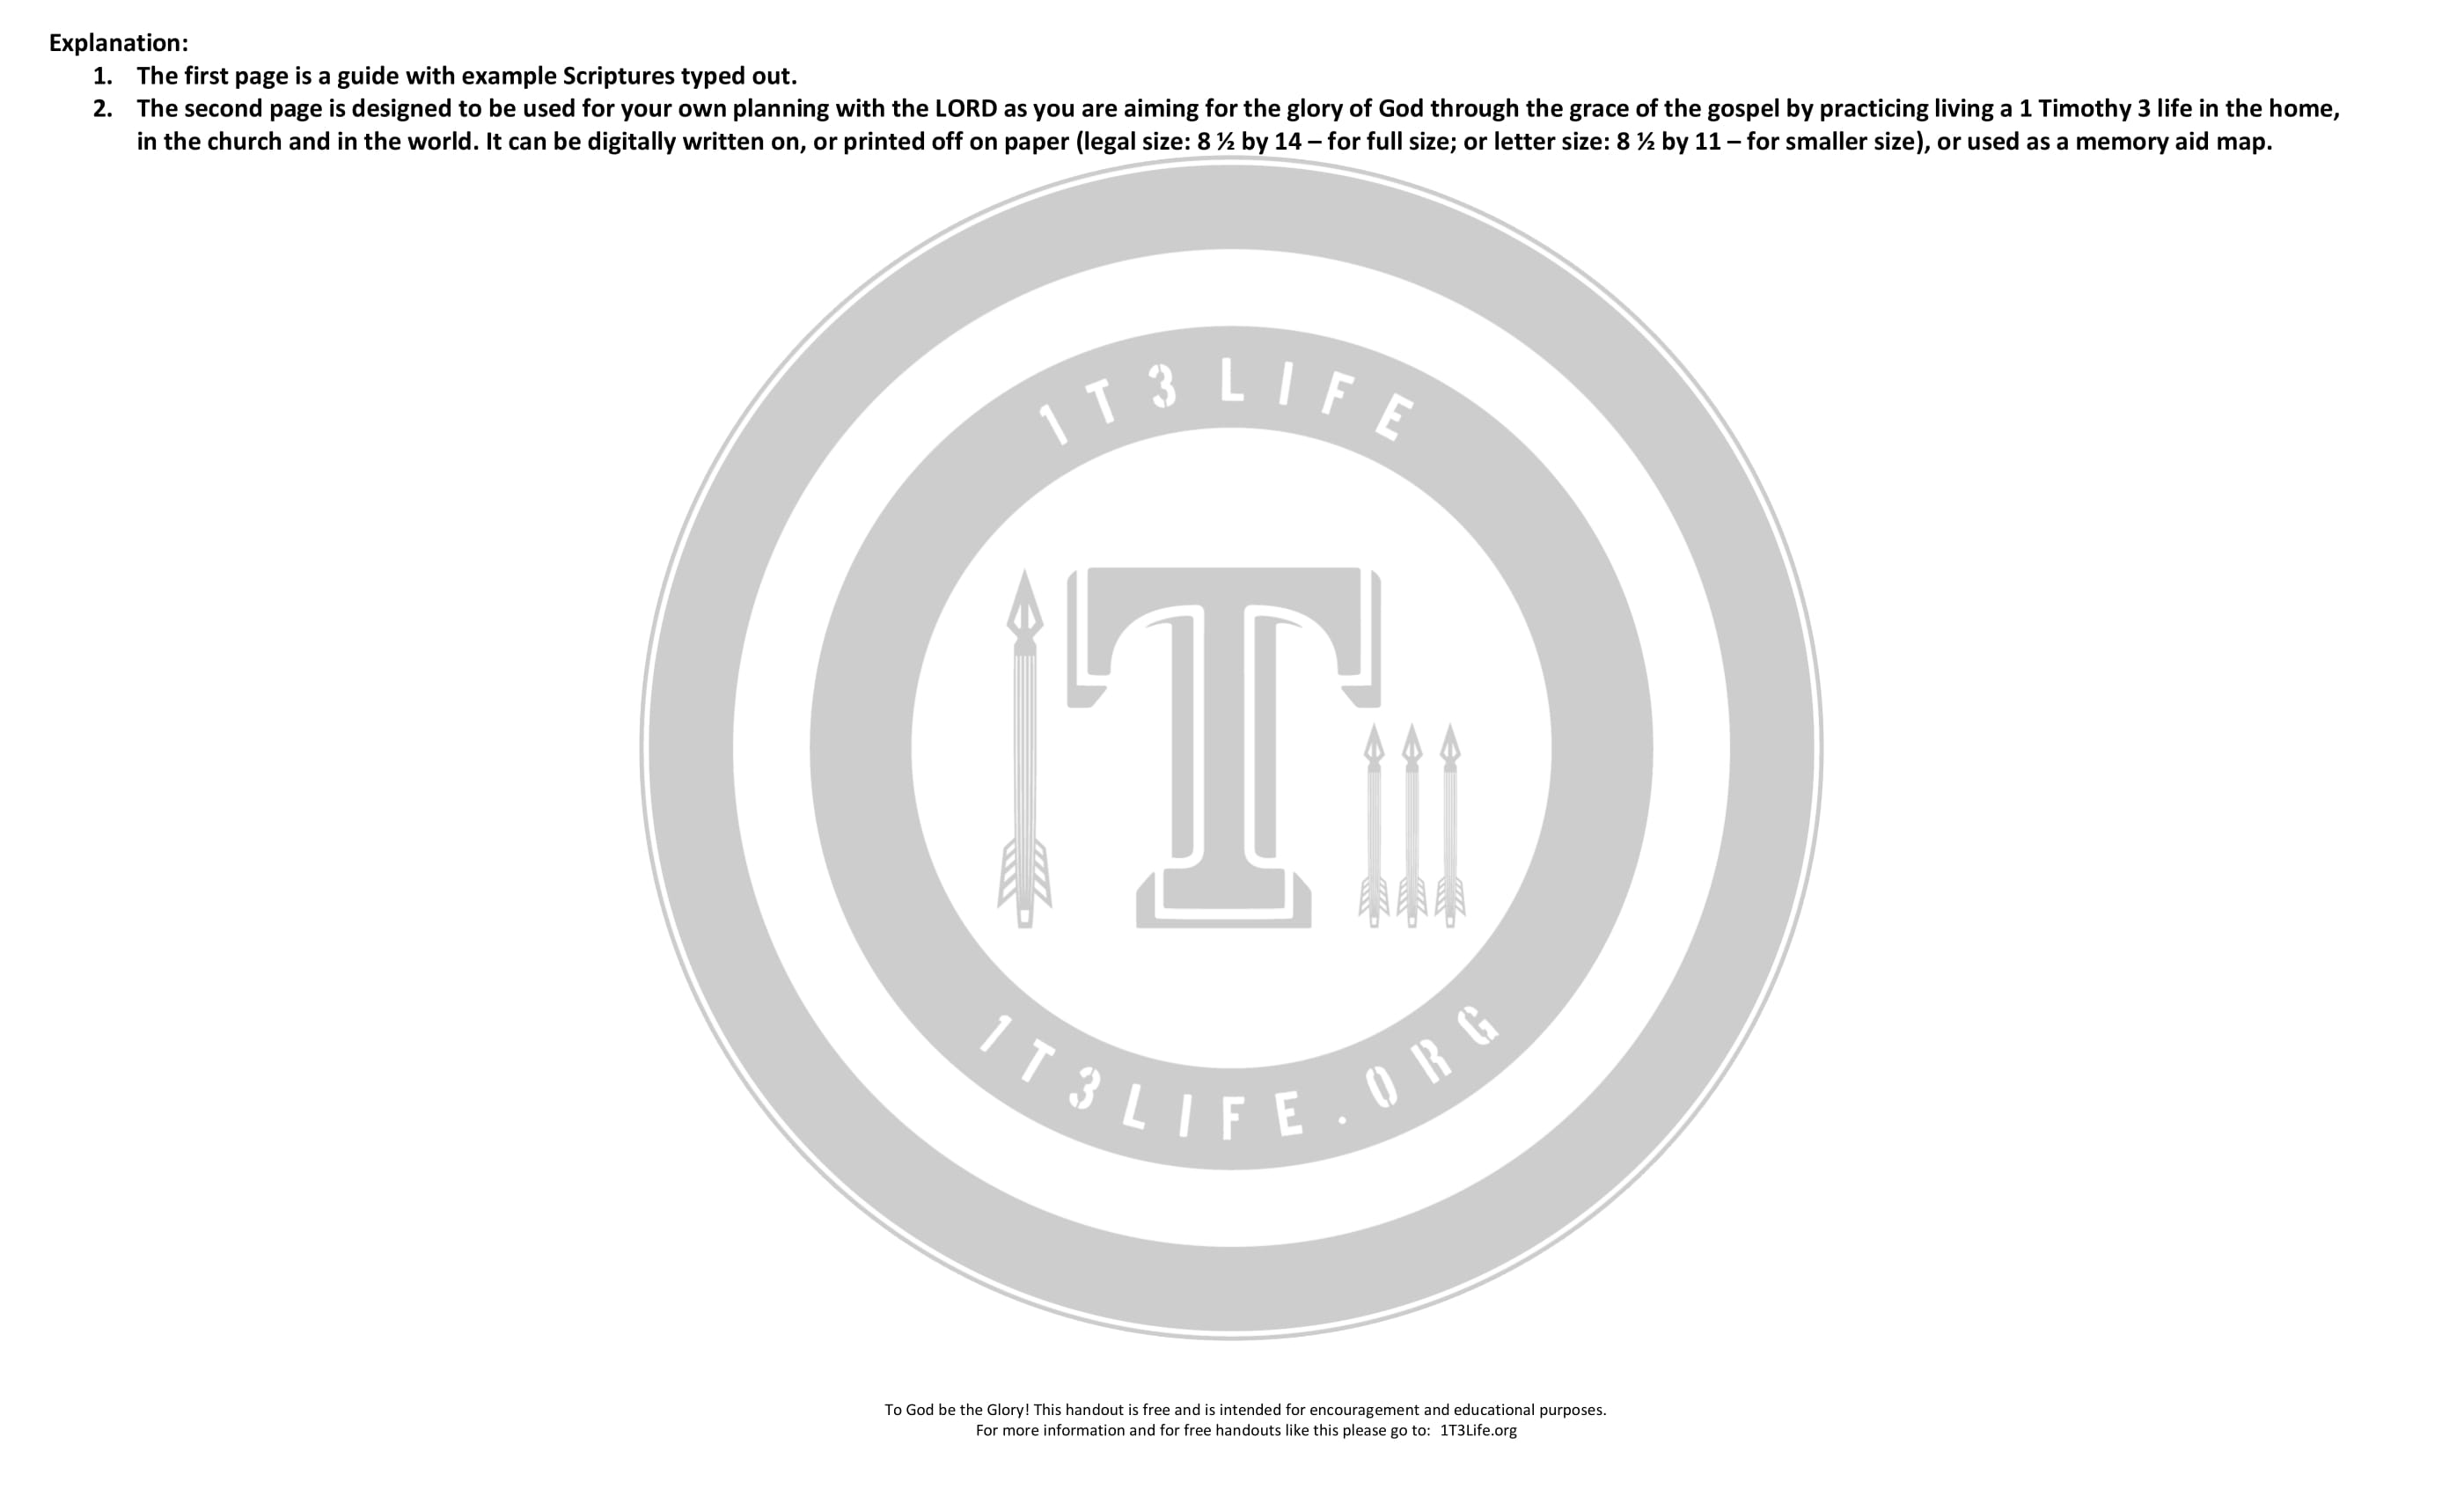 Explanation:
1. The first page is a guide with example Scriptures typed out.
2. The second page is designed to be used for your own planning with the LORD as you are aiming for the glory of God through the grace of the gospel by practicing living a 1 Timothy 3 life in the home,
in the church and in the world. It can be digitally written on, or printed off on paper (legal size: 8 ½ by 14 – for full size; or letter size: 8 ½ by 11 – for smaller size), or used as a memory aid map.
1T3LIFE
T
1T3LIFE.ORG
To God be the Glory! This handout is free and is intended for encouragement and educational purposes.
For more information and for free handouts like this please go to: 1T3Life.org